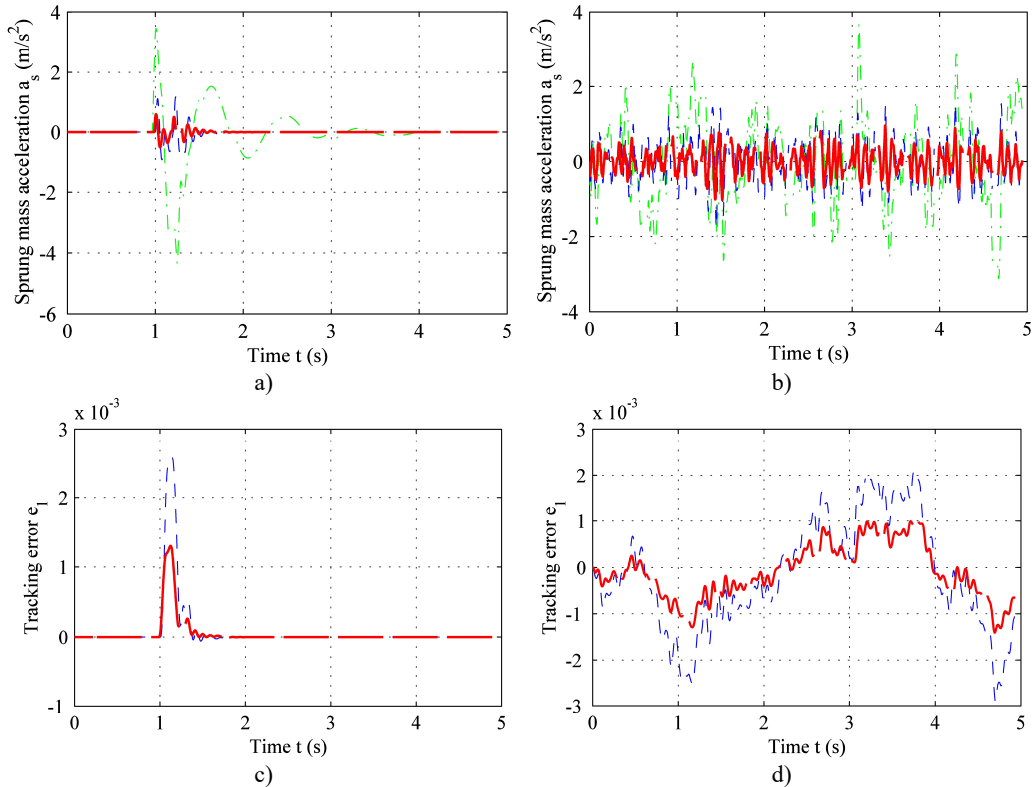 Sprung mass acceleration a_s (m/s²)
4
2
0
-2
-4
-6
0 1 2 3 4 5
Time t (s)
a)
Sprung mass acceleration a_s (m/s²)
4
2
0
-2
-4
0 1 2 3 4 5
Time t (s)
b)
x 10⁻³
Tracking error e_1
3
2
1
0
-1
0 1 2 3 4 5
Time t (s)
c)
x 10⁻³
Tracking error e_1
3
2
1
0
-1
-2
-3
0 1 2 3 4 5
Time t (s)
d)